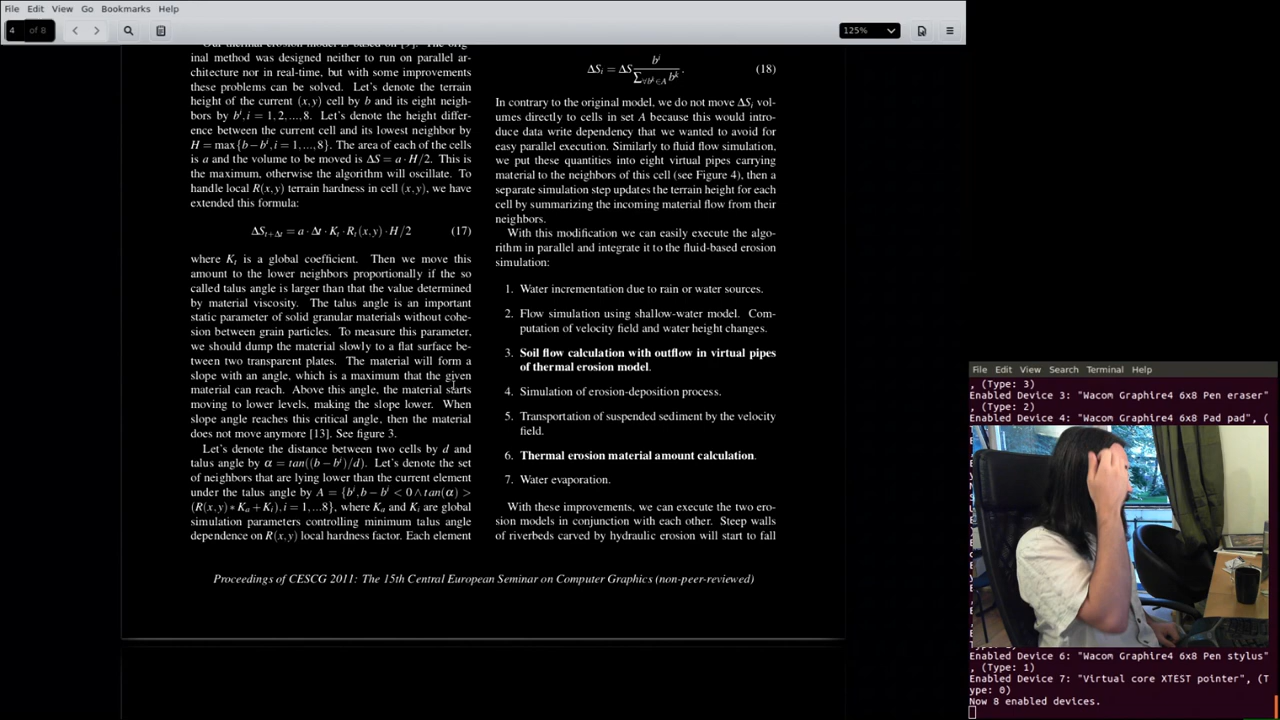 File Edit View Go Bookmarks Help
4 of 8
125%
Our thermal erosion model is based on [9]. The orig-
inal method was designed neither to run on parallel ar-
chitecture nor in real-time, but with some improvements
these problems can be solved. Let's denote the terrain
height of the current (x,y) cell by b and its eight neigh-
bors by bⁱ, i = 1,2,...,8. Let's denote the height differ-
ence between the current cell and its lowest neighbor by
H = max{b − bⁱ, i = 1,...,8}. The area of each of the cells
is a and the volume to be moved is ΔS = a · H/2. This is
the maximum, otherwise the algorithm will oscillate. To
handle local R(x,y) terrain hardness in cell (x,y), we have
extended this formula:
ΔS_{t+Δt} = a · Δt · K_t · R_t(x,y) · H/2 (17)
where K_t is a global coefficient. Then we move this
amount to the lower neighbors proportionally if the so
called talus angle is larger than that the value determined
by material viscosity. The talus angle is an important
static parameter of solid granular materials without cohe-
sion between grain particles. To measure this parameter,
we should dump the material slowly to a flat surface be-
tween two transparent plates. The material will form a
slope with an angle, which is a maximum that the given
material can reach. Above this angle, the material starts
moving to lower levels, making the slope lower. When
slope angle reaches this critical angle, then the material
does not move anymore [13]. See figure 3.
Let's denote the distance between two cells by d and
talus angle by α = tan((b − bⁱ)/d). Let's denote the set
of neighbors that are lying lower than the current element
under the talus angle by A = {bⁱ, b − bⁱ < 0 ∧ tan(α) >
(R(x,y) * K_a + K_i), i = 1,...8}, where K_a and K_i are global
simulation parameters controlling minimum talus angle
dependence on R(x,y) local hardness factor. Each element
ΔS_i = ΔS bⁱ / ∑_{∀bᵏ∈A} bᵏ . (18)
In contrary to the original model, we do not move ΔS_i vol-
umes directly to cells in set A because this would intro-
duce data write dependency that we wanted to avoid for
easy parallel execution. Similarly to fluid flow simulation,
we put these quantities into eight virtual pipes carrying
material to the neighbors of this cell (see Figure 4), then a
separate simulation step updates the terrain height for each
cell by summarizing the incoming material flow from their
neighbors.
With this modification we can easily execute the algo-
rithm in parallel and integrate it to the fluid-based erosion
simulation:
1. Water incrementation due to rain or water sources.
2. Flow simulation using shallow-water model. Com-
putation of velocity field and water height changes.
3. Soil flow calculation with outflow in virtual pipes
of thermal erosion model.
4. Simulation of erosion-deposition process.
5. Transportation of suspended sediment by the velocity
field.
6. Thermal erosion material amount calculation.
7. Water evaporation.
With these improvements, we can execute the two ero-
sion models in conjunction with each other. Steep walls
of riverbeds carved by hydraulic erosion will start to fall
Proceedings of CESCG 2011: The 15th Central European Seminar on Computer Graphics (non-peer-reviewed)
File Edit View Search Terminal Help
, (Type: 3)
Enabled Device 3: "Wacom Graphire4 6x8 Pen eraser"
, (Type: 2)
Enabled Device 4: "Wacom Graphire4 6x8 Pad pad", (
Enabled Device 6: "Wacom Graphire4 6x8 Pen stylus"
, (Type: 1)
Enabled Device 7: "Virtual core XTEST pointer", (T
ype: 0)
Now 8 enabled devices.